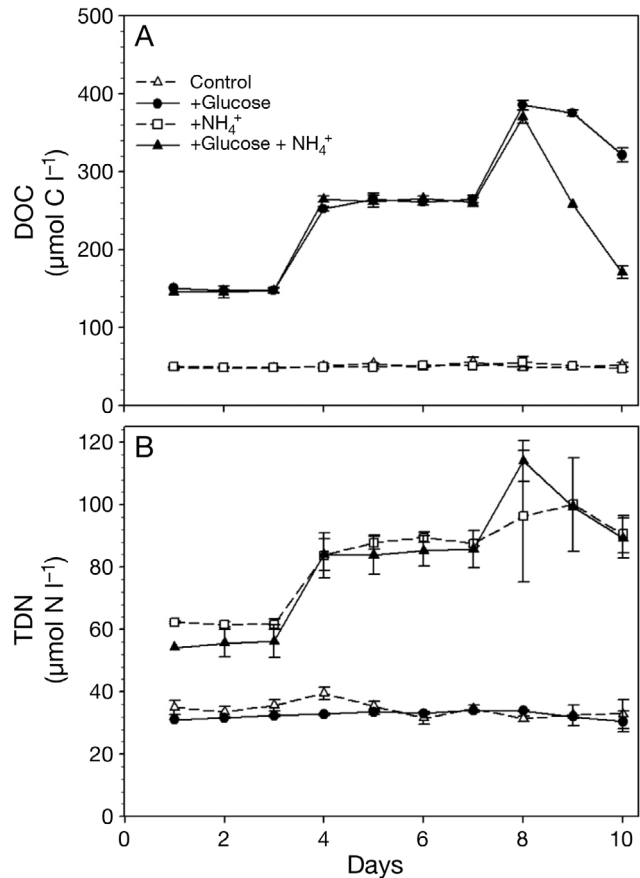 500
A
Control
400
+Glucose
+NH₄⁺
+Glucose + NH₄⁺
300
DOC
(µmol C l⁻¹)
200
100
0
120
B
100
80
TDN
(µmol N l⁻¹)
60
40
20
0
0 2 4 6 8 10
Days